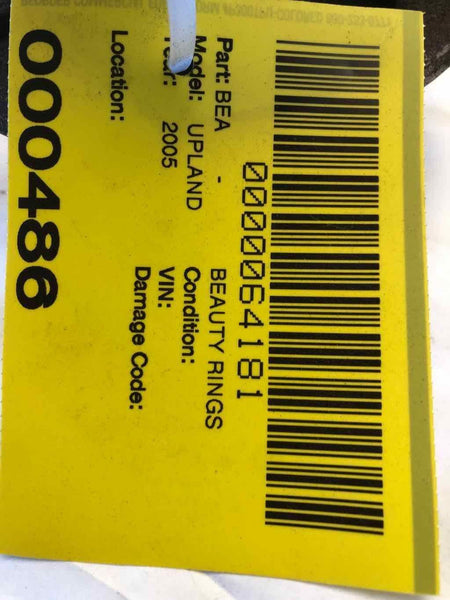 0000064181
Part: BEA - BEAUTY RINGS
Model: UPLAND Condition:
Year: 2005 VIN:
Damage Code:
Location:
000486